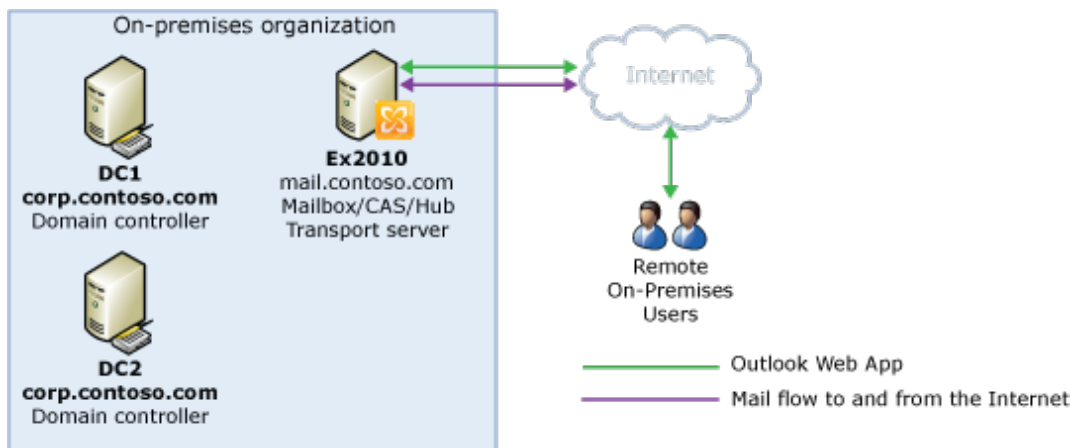 On-premises organization
DC1
corp.contoso.com
Domain controller
Ex2010
mail.contoso.com
Mailbox/CAS/Hub
Transport server
DC2
corp.contoso.com
Domain controller
Internet
Remote
On-Premises
Users
Outlook Web App
Mail flow to and from the Internet